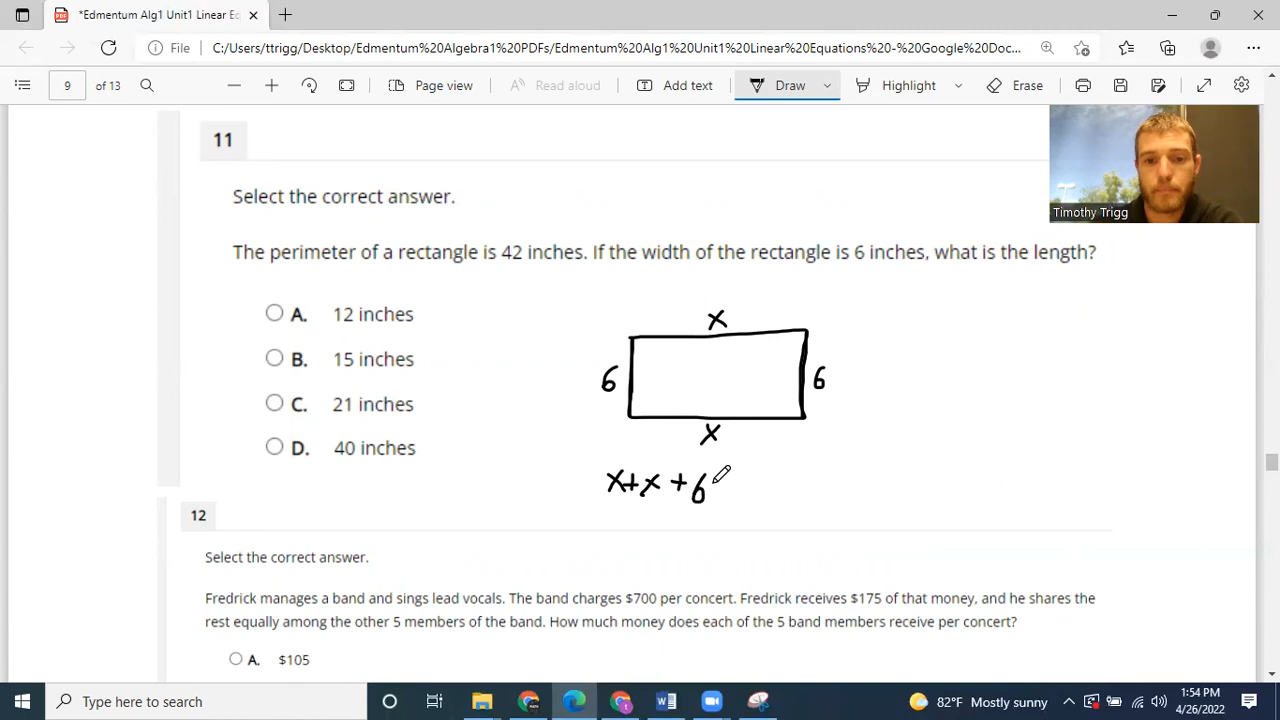 *Edmentum Alg1 Unit1 Linear Eq
File
C:/Users/ttrigg/Desktop/Edmentum%20Algebra1%20PDFs/Edmentum%20Alg1%20Unit1%20Linear%20Equations%20-%20Google%20Doc...
9 of 13
Page view
Read aloud
Add text
Draw
Highlight
Erase
Timothy Trigg
11
Select the correct answer.
The perimeter of a rectangle is 42 inches. If the width of the rectangle is 6 inches, what is the length?
A. 12 inches
B. 15 inches
C. 21 inches
D. 40 inches
x
6
6
x
x+x+6
12
Select the correct answer.
Fredrick manages a band and sings lead vocals. The band charges $700 per concert. Fredrick receives $175 of that money, and he shares the
rest equally among the other 5 members of the band. How much money does each of the 5 band members receive per concert?
A. $105
Type here to search
82°F Mostly sunny
1:54 PM
4/26/2022